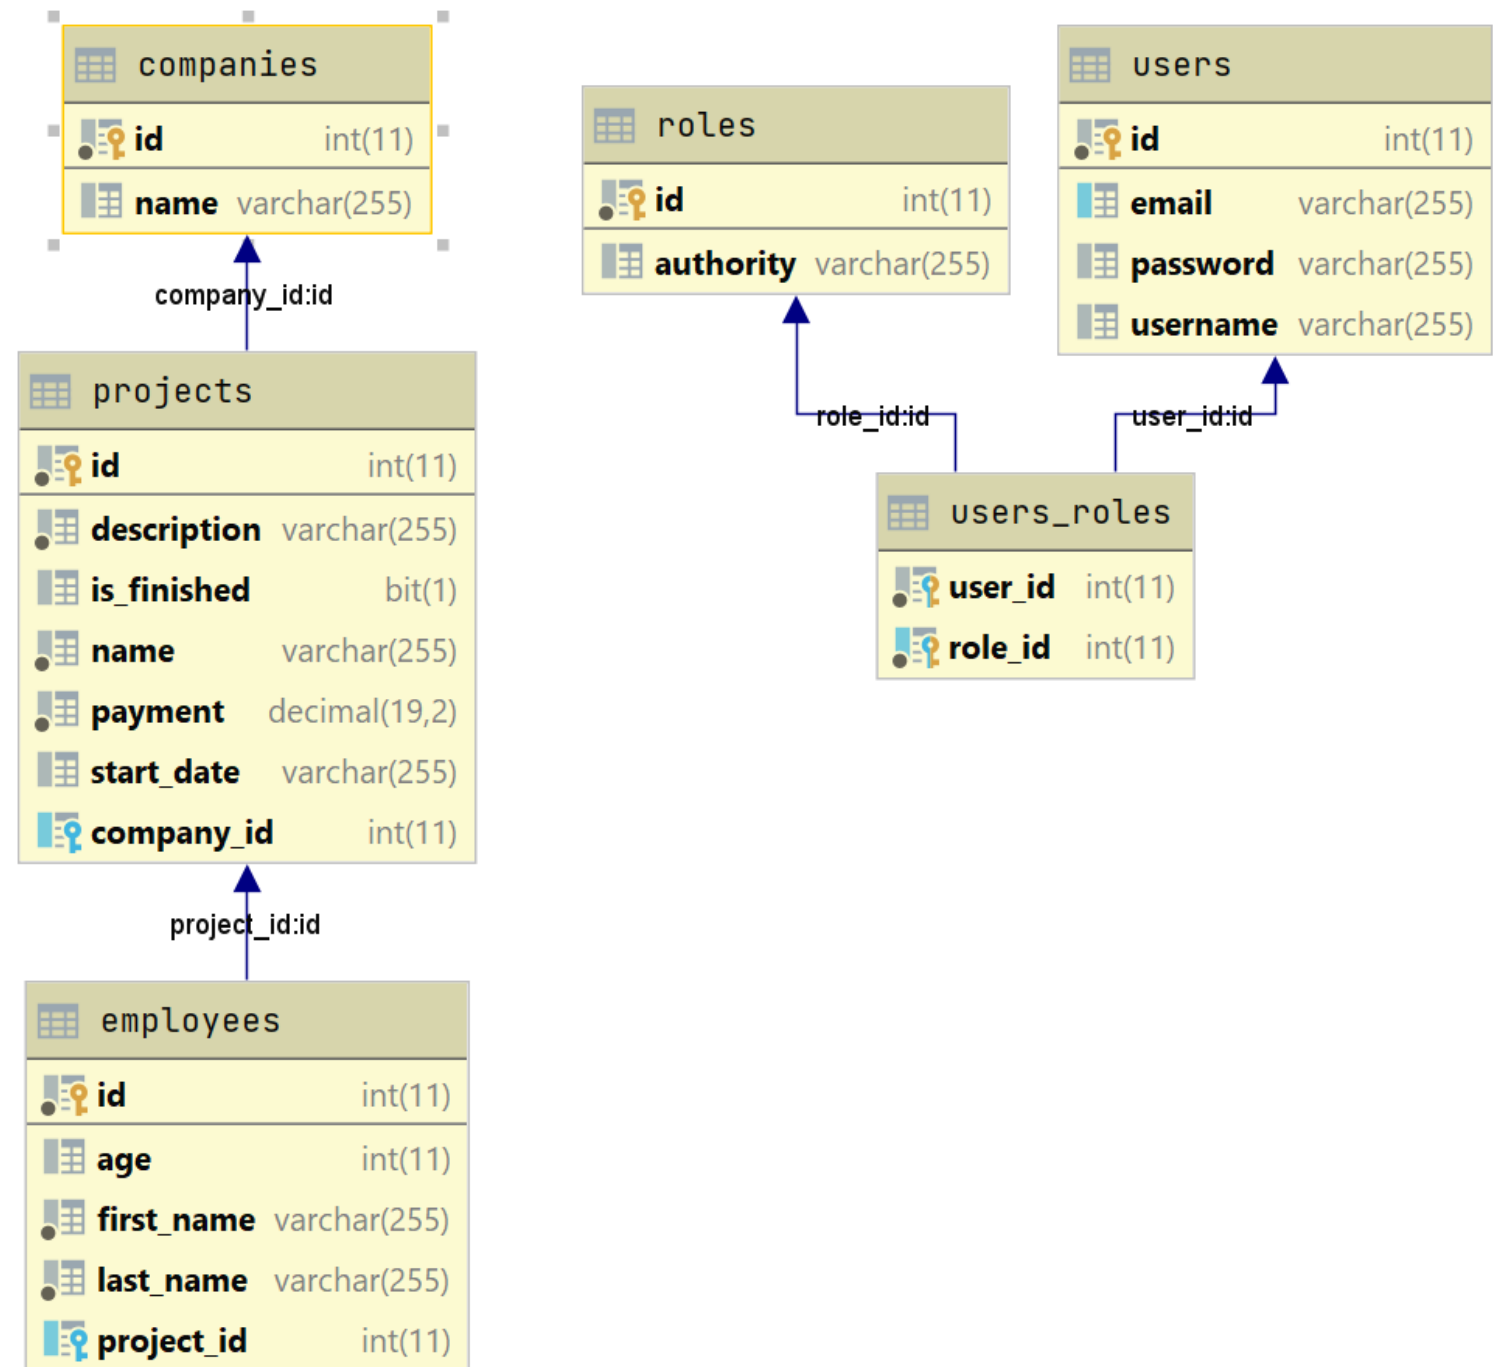 companies
id int(11)
name varchar(255)
company_id:id
projects
id int(11)
description varchar(255)
is_finished bit(1)
name varchar(255)
payment decimal(19,2)
start_date varchar(255)
company_id int(11)
project_id:id
employees
id int(11)
age int(11)
first_name varchar(255)
last_name varchar(255)
project_id int(11)
roles
id int(11)
authority varchar(255)
users
id int(11)
email varchar(255)
password varchar(255)
username varchar(255)
role_id:id
user_id:id
users_roles
user_id int(11)
role_id int(11)